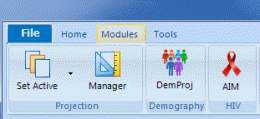 File Home Modules Tools
Set Active Manager DemProj AIM
Projection Demography HIV